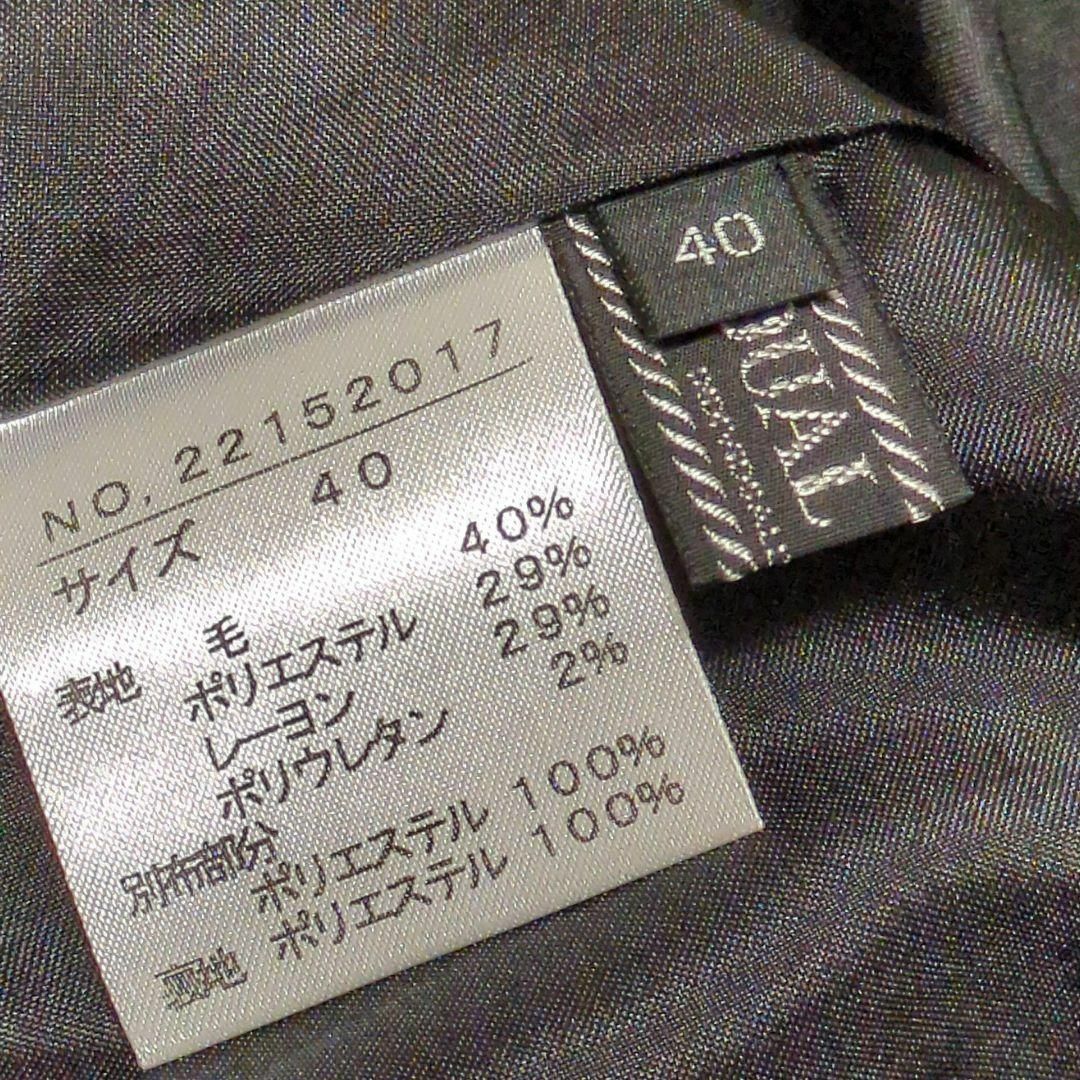 NO. 22152017
サイズ 40
表地 毛 40%
ポリエステル 29%
レーヨン 29%
ポリウレタン 2%
別布部分
ポリエステル 100%
裏地 ポリエステル 100%
40
UAL